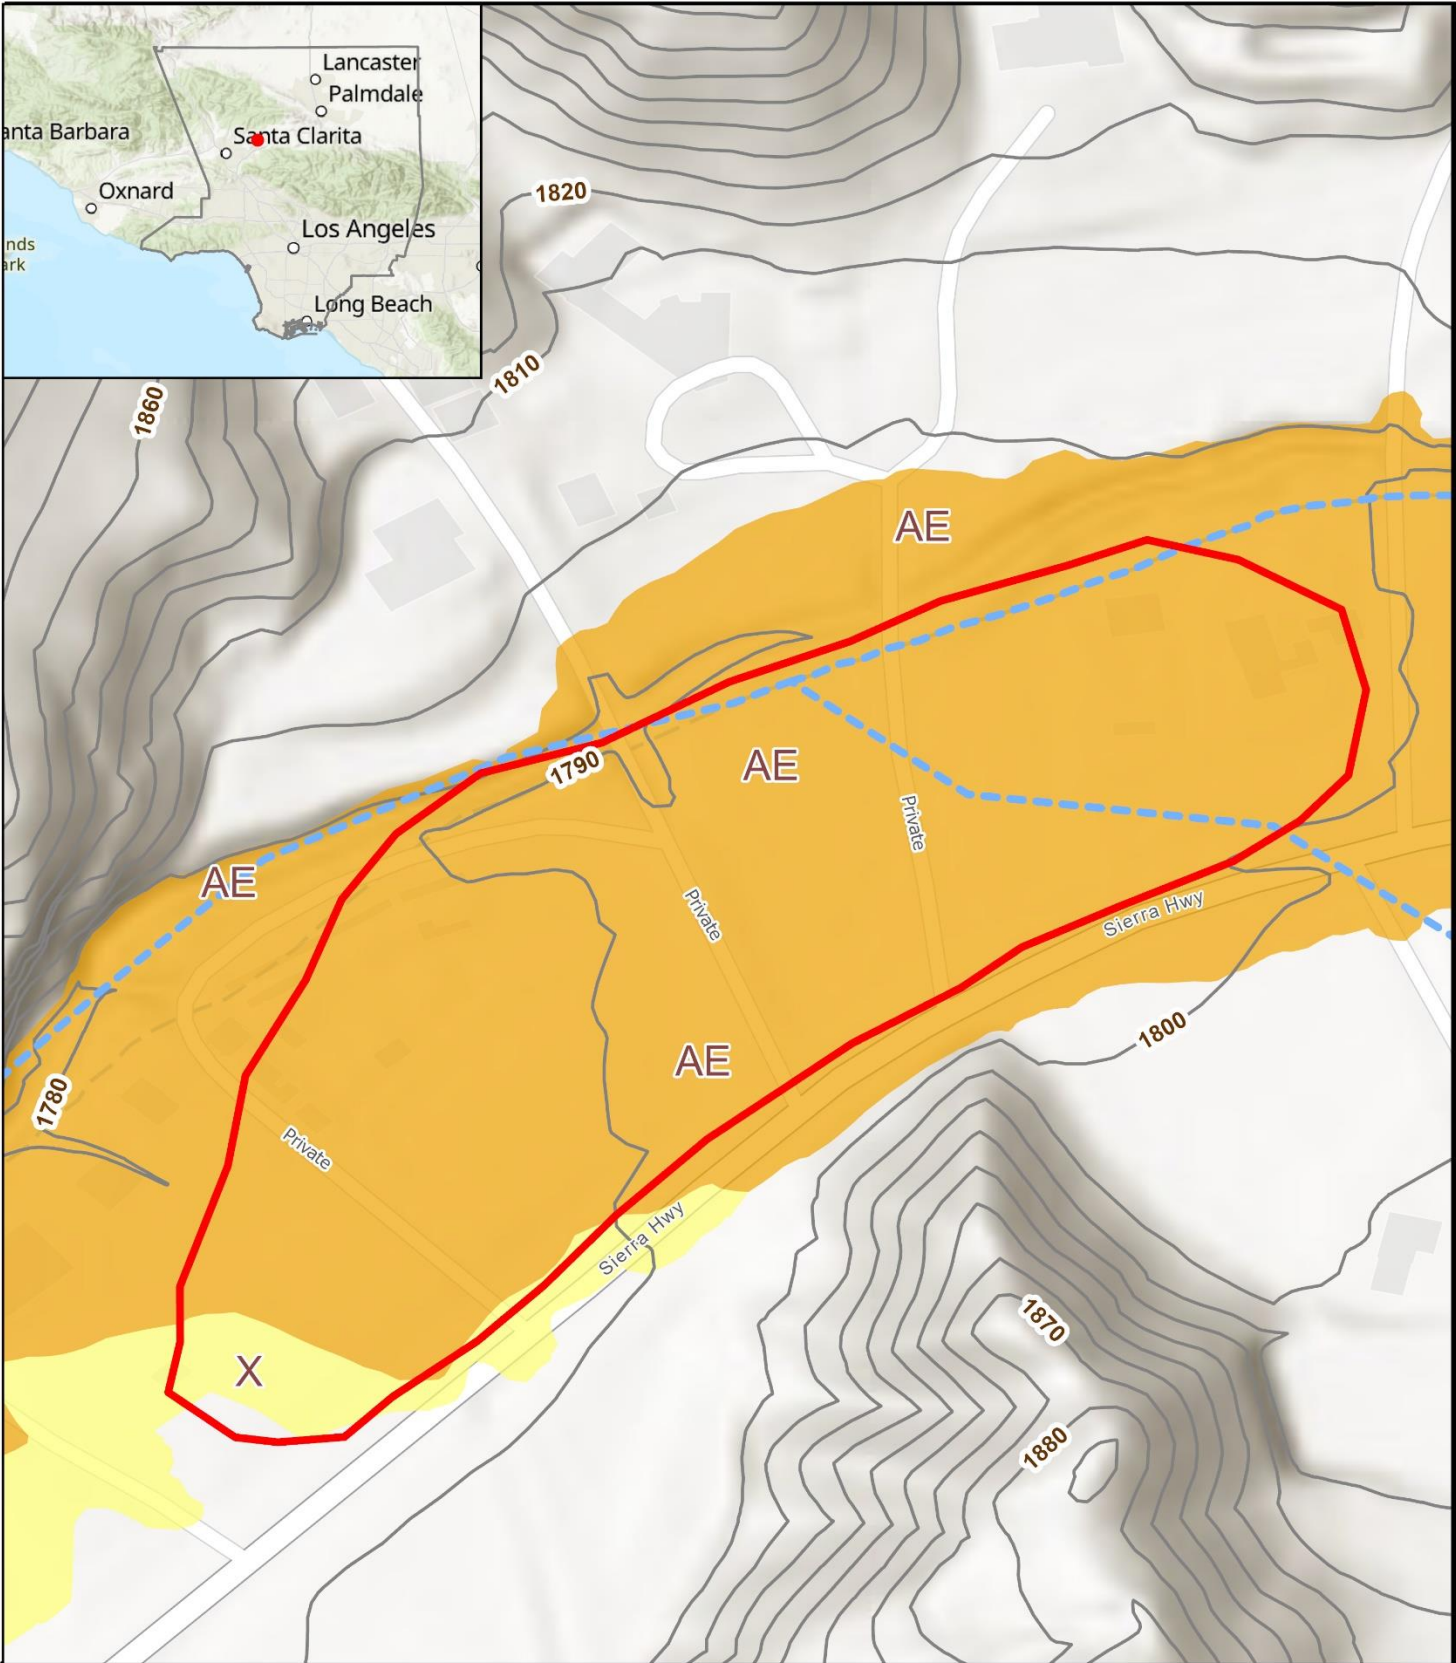 Lancaster
Palmdale
anta Barbara
Santa Clarita
Oxnard
Los Angeles
nds
ark
Long Beach
1820
1810
1860
AE
1790
AE
Private
AE
Private
Sierra Hwy
1800
AE
1780
Private
Sierra Hwy
X
1870
1880